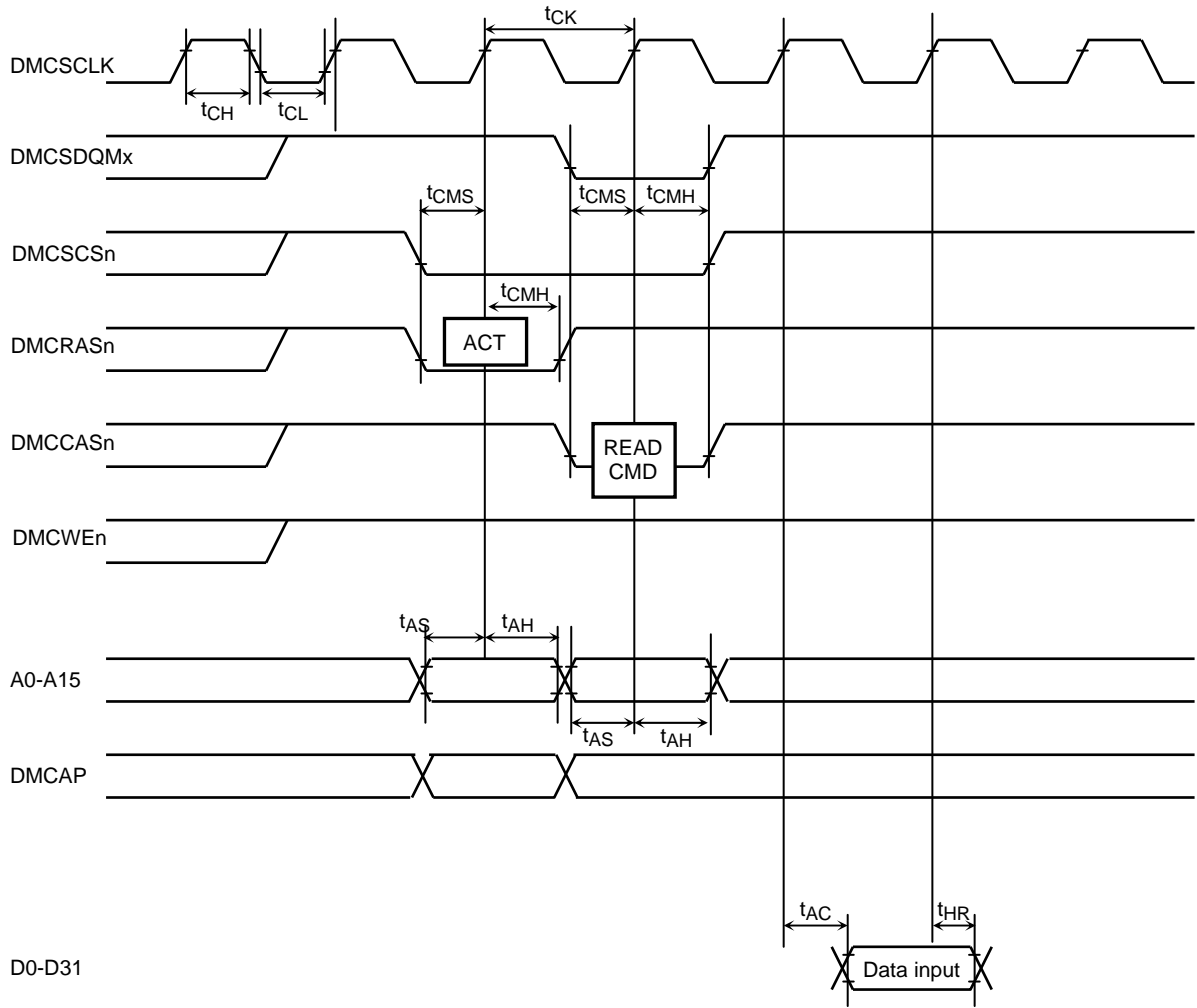 tCK
DMCSCLK
tCH
tCL
DMCSDQMx
tCMS
tCMS
tCMH
DMCSCSn
tCMH
DMCRASn
ACT
DMCCASn
READ
CMD
DMCWEn
tAS
tAH
A0-A15
tAS
tAH
DMCAP
tAC
tHR
D0-D31
Data input